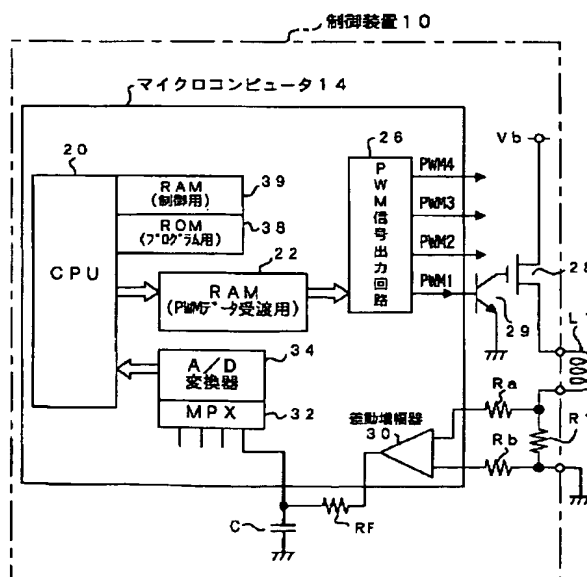 制御装置10
マイクロコンピュータ14
20
CPU
RAM
(制御用)
39
ROM
(プログラム用)
38
22
RAM
(PWMデータ受渡用)
26
PWM信号出力回路
PWM4
PWM3
PWM2
PWM1
Vb
28
29
34
A/D
変換器
MPX
32
差動増幅器
30
Ra
Rb
RF
C